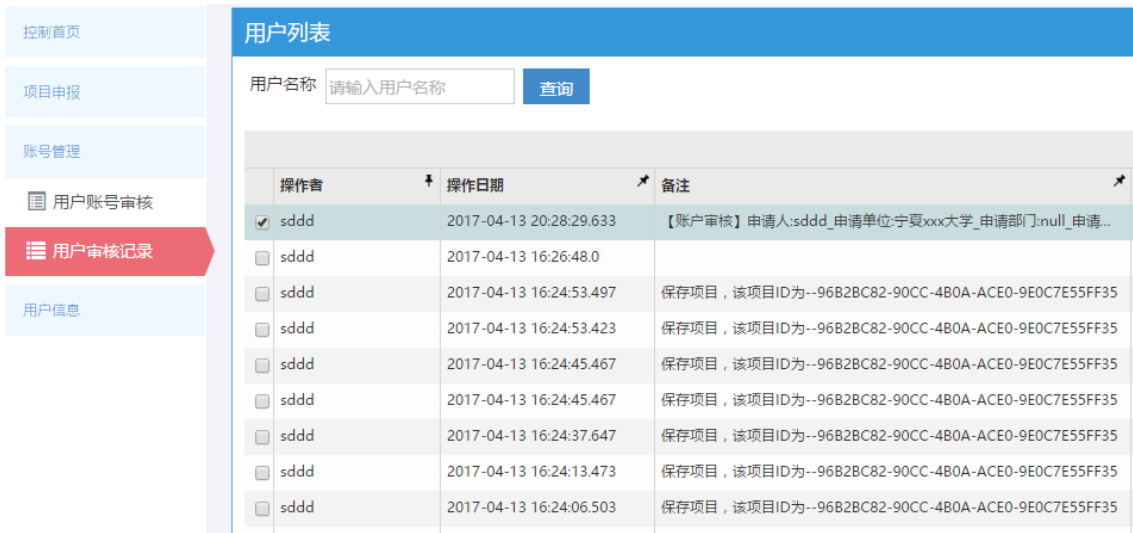 控制首页
项目申报
账号管理
用户账号审核
用户审核记录
用户信息
用户列表
用户名称 请输入用户名称 查询
操作者 操作日期 备注
sddd 2017-04-13 20:28:29.633 【账户审核】申请人:sddd_申请单位:宁夏xxx大学_申请部门:null_申请...
sddd 2017-04-13 16:26:48.0
sddd 2017-04-13 16:24:53.497 保存项目，该项目ID为--96B2BC82-90CC-4B0A-ACE0-9E0C7E55FF35
sddd 2017-04-13 16:24:53.423 保存项目，该项目ID为--96B2BC82-90CC-4B0A-ACE0-9E0C7E55FF35
sddd 2017-04-13 16:24:45.467 保存项目，该项目ID为--96B2BC82-90CC-4B0A-ACE0-9E0C7E55FF35
sddd 2017-04-13 16:24:45.467 保存项目，该项目ID为--96B2BC82-90CC-4B0A-ACE0-9E0C7E55FF35
sddd 2017-04-13 16:24:37.647 保存项目，该项目ID为--96B2BC82-90CC-4B0A-ACE0-9E0C7E55FF35
sddd 2017-04-13 16:24:13.473 保存项目，该项目ID为--96B2BC82-90CC-4B0A-ACE0-9E0C7E55FF35
sddd 2017-04-13 16:24:06.503 保存项目，该项目ID为--96B2BC82-90CC-4B0A-ACE0-9E0C7E55FF35